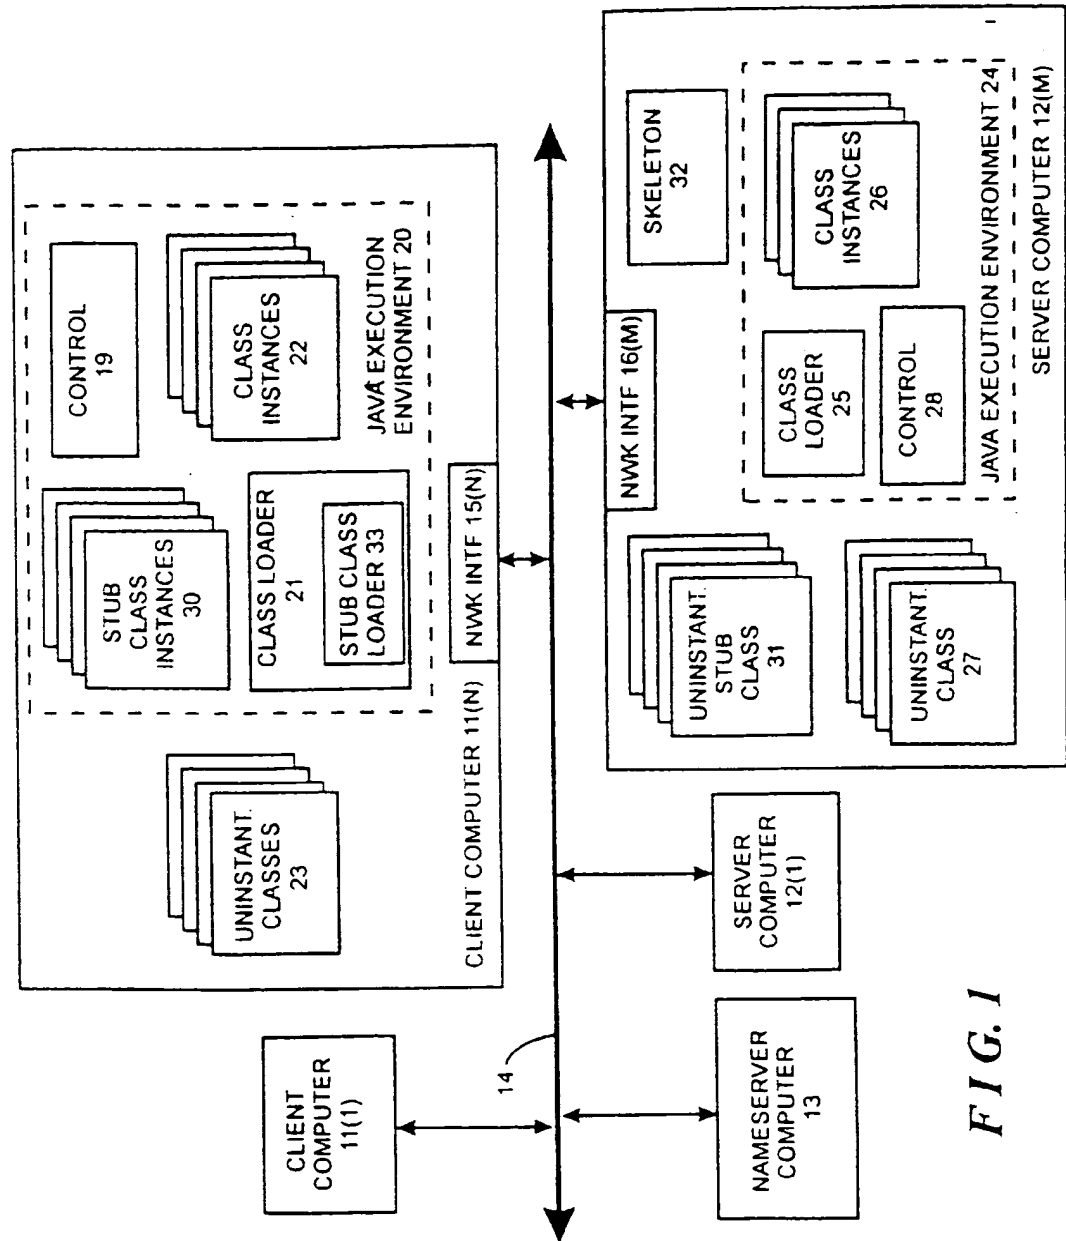 CLIENT
COMPUTER
11(1)
UNINSTANT.
CLASSES
23
STUB
CLASS
INSTANCES
30
CONTROL
19
CLASS LOADER
21
STUB CLASS
LOADER 33
CLASS
INSTANCES
22
JAVA EXECUTION
ENVIRONMENT 20
CLIENT COMPUTER 11(N)
NWK INTF 15(N)
14
NAMESERVER
COMPUTER
13
SERVER
COMPUTER
12(1)
NWK INTF 16(M)
UNINSTANT.
STUB
CLASS
31
SKELETON
32
CLASS
LOADER
25
CLASS
INSTANCES
26
UNINSTANT.
CLASS
27
CONTROL
28
JAVA EXECUTION ENVIRONMENT 24
SERVER COMPUTER 12(M)
FIG. 1